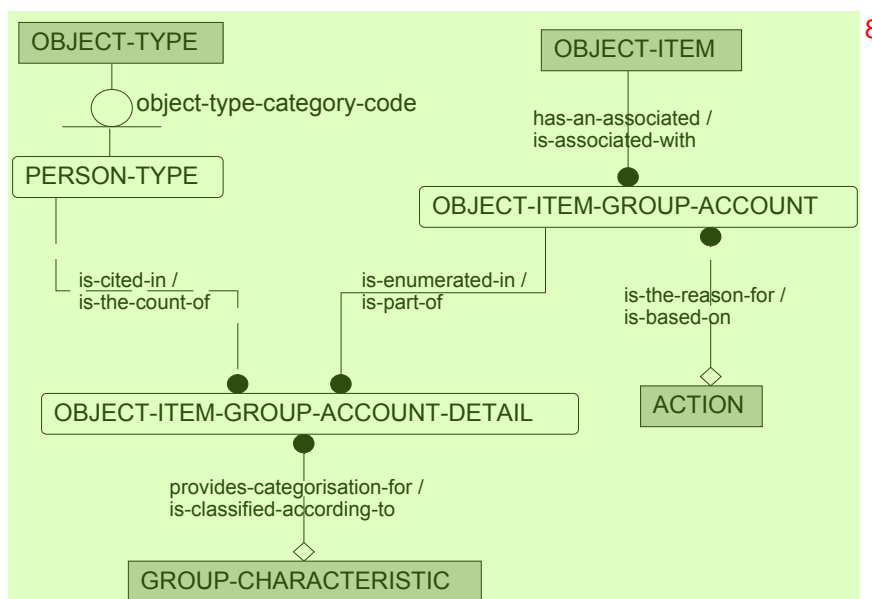 OBJECT-TYPE
OBJECT-ITEM
8
object-type-category-code
has-an-associated /
is-associated-with
PERSON-TYPE
OBJECT-ITEM-GROUP-ACCOUNT
is-cited-in /
is-the-count-of
is-enumerated-in /
is-part-of
is-the-reason-for /
is-based-on
OBJECT-ITEM-GROUP-ACCOUNT-DETAIL
ACTION
provides-categorisation-for /
is-classified-according-to
GROUP-CHARACTERISTIC